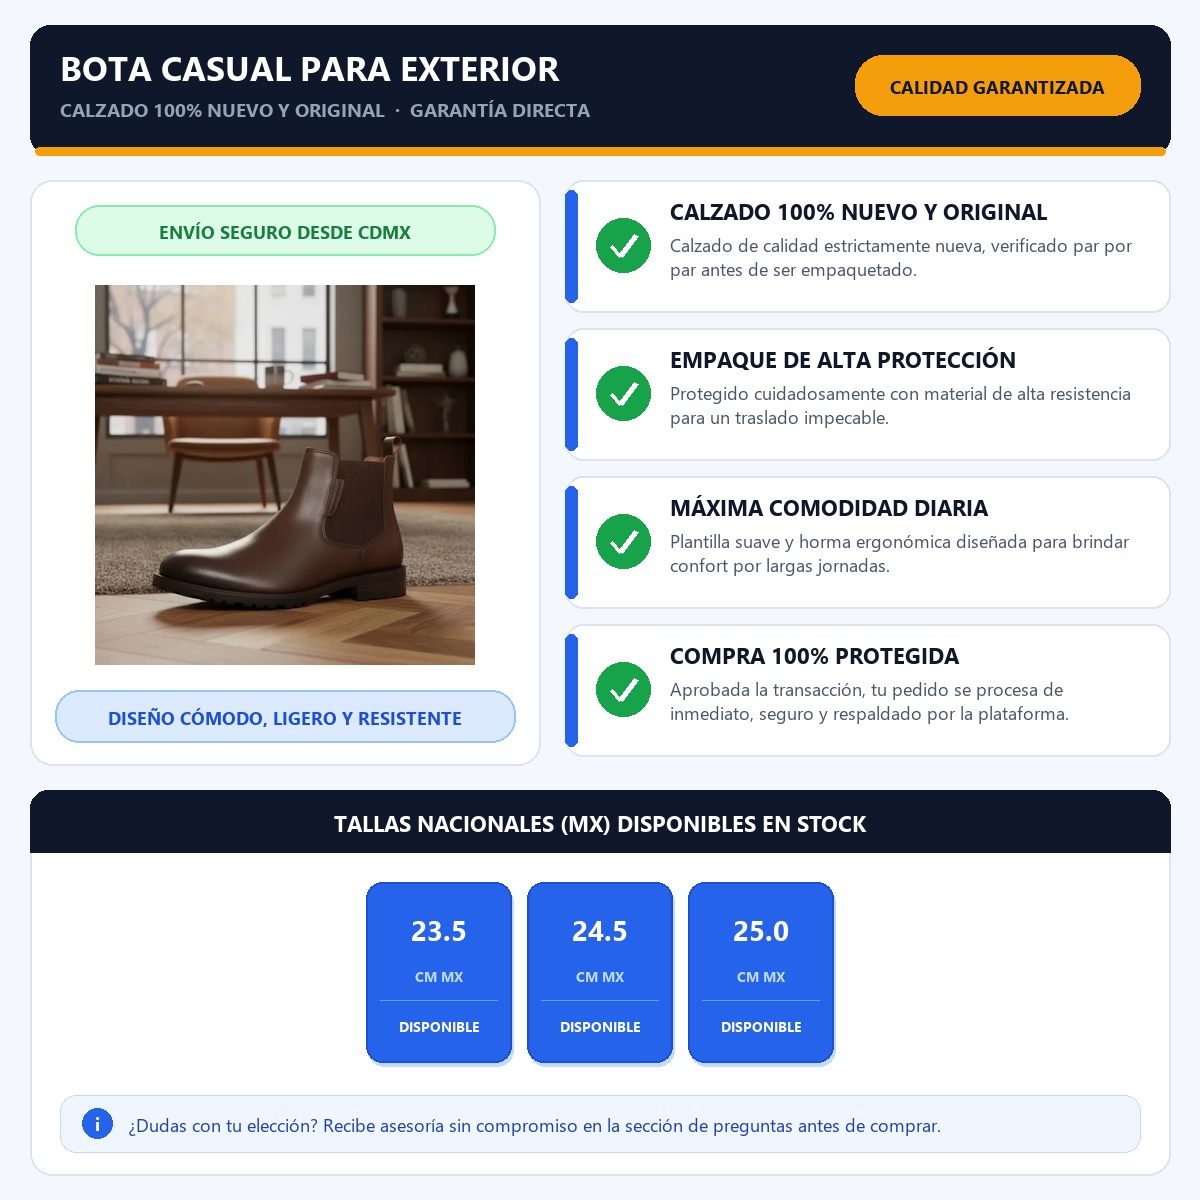 BOTA CASUAL PARA EXTERIOR
CALZADO 100% NUEVO Y ORIGINAL · GARANTÍA DIRECTA
CALIDAD GARANTIZADA
ENVÍO SEGURO DESDE CDMX
DISEÑO CÓMODO, LIGERO Y RESISTENTE
CALZADO 100% NUEVO Y ORIGINAL
Calzado de calidad estrictamente nueva, verificado par por
par antes de ser empaquetado.
EMPAQUE DE ALTA PROTECCIÓN
Protegido cuidadosamente con material de alta resistencia
para un traslado impecable.
MÁXIMA COMODIDAD DIARIA
Plantilla suave y horma ergonómica diseñada para brindar
confort por largas jornadas.
COMPRA 100% PROTEGIDA
Aprobada la transacción, tu pedido se procesa de
inmediato, seguro y respaldado por la plataforma.
TALLAS NACIONALES (MX) DISPONIBLES EN STOCK
23.5
CM MX
DISPONIBLE
24.5
CM MX
DISPONIBLE
25.0
CM MX
DISPONIBLE
¿Dudas con tu elección? Recibe asesoría sin compromiso en la sección de preguntas antes de comprar.